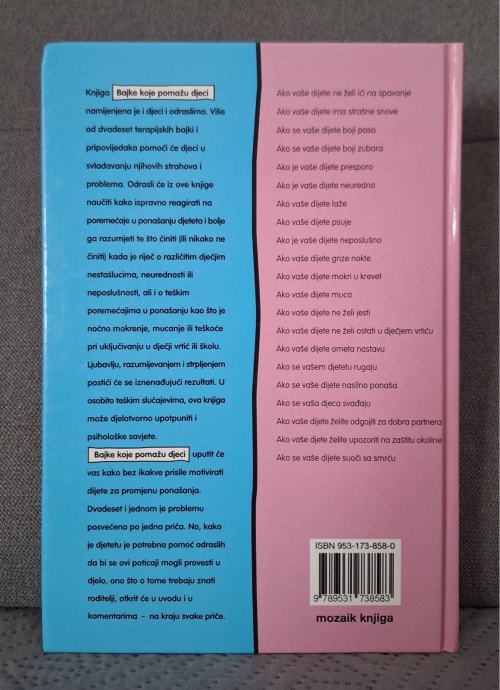 Knjiga Bajke koje pomažu djeci
namijenjena je i djeci i odraslima. Više
od dvadeset terapijskih bajki i
pripovijedaka pomoći će djeci u
svladavanju njihovih strahova i
problema. Odrasli će iz ove knjige
naučiti kako ispravno reagirati na
poremećaje u ponašanju djeteta i bolje
ga razumjeti te što činiti (ili nikako ne
činiti) kada je riječ o različitim dječjim
nestašlucima, neurednosti ili
neposlušnosti, ali i o teškim
poremećajima u ponašanju kao što je
noćno mokrenje, mucanje ili teškoće
pri uključivanju u dječji vrtić ili školu.
Ljubavlju, razumijevanjem i strpljenjem
postići će se iznenađujući rezultati. U
osobito teškim slučajevima, ova knjiga
može djelotvorno upotpuniti i
psihološke savjete.
Bajke koje pomažu djeci uputit će
vas kako bez ikakve prisile motivirati
dijete za promjenu ponašanja.
Dvadeset i jednom je problemu
posvećena po jedna priča. No, kako
je djetetu je potrebna pomoć odraslih
da bi se ovi poticaji mogli provesti u
djelo, ono što o tome trebaju znati
roditelji, otkrit će u uvodu i u
komentarima - na kraju svake priče.
Ako vaše dijete ne želi ići na spavanje
Ako vaše dijete ima strašne snove
Ako se vaše dijete boji pasa
Ako se vaše dijete boji zubara
Ako je vaše dijete presporo
Ako je vaše dijete neuredno
Ako vaše dijete laže
Ako vaše dijete psuje
Ako je vaše dijete neposlušno
Ako vaše dijete grize nokte
Ako vaše dijete mokri u krevet
Ako vaše dijete muca
Ako vaše dijete ne želi jesti
Ako vaše dijete ne želi ostati u dječjem vrtiću
Ako vaše dijete ometa nastavu
Ako se vašem djetetu rugaju
Ako se vaše dijete nasilno ponaša
Ako se vaša djeca svađaju
Ako vaše dijete želite odgojiti za dobra partnera
Ako vaše djete želite upozoriti na zaštitu okoline
Ako se vaše dijete suoči sa smrću
ISBN 953-173-858-0
9 789531 738583
mozaik knjiga